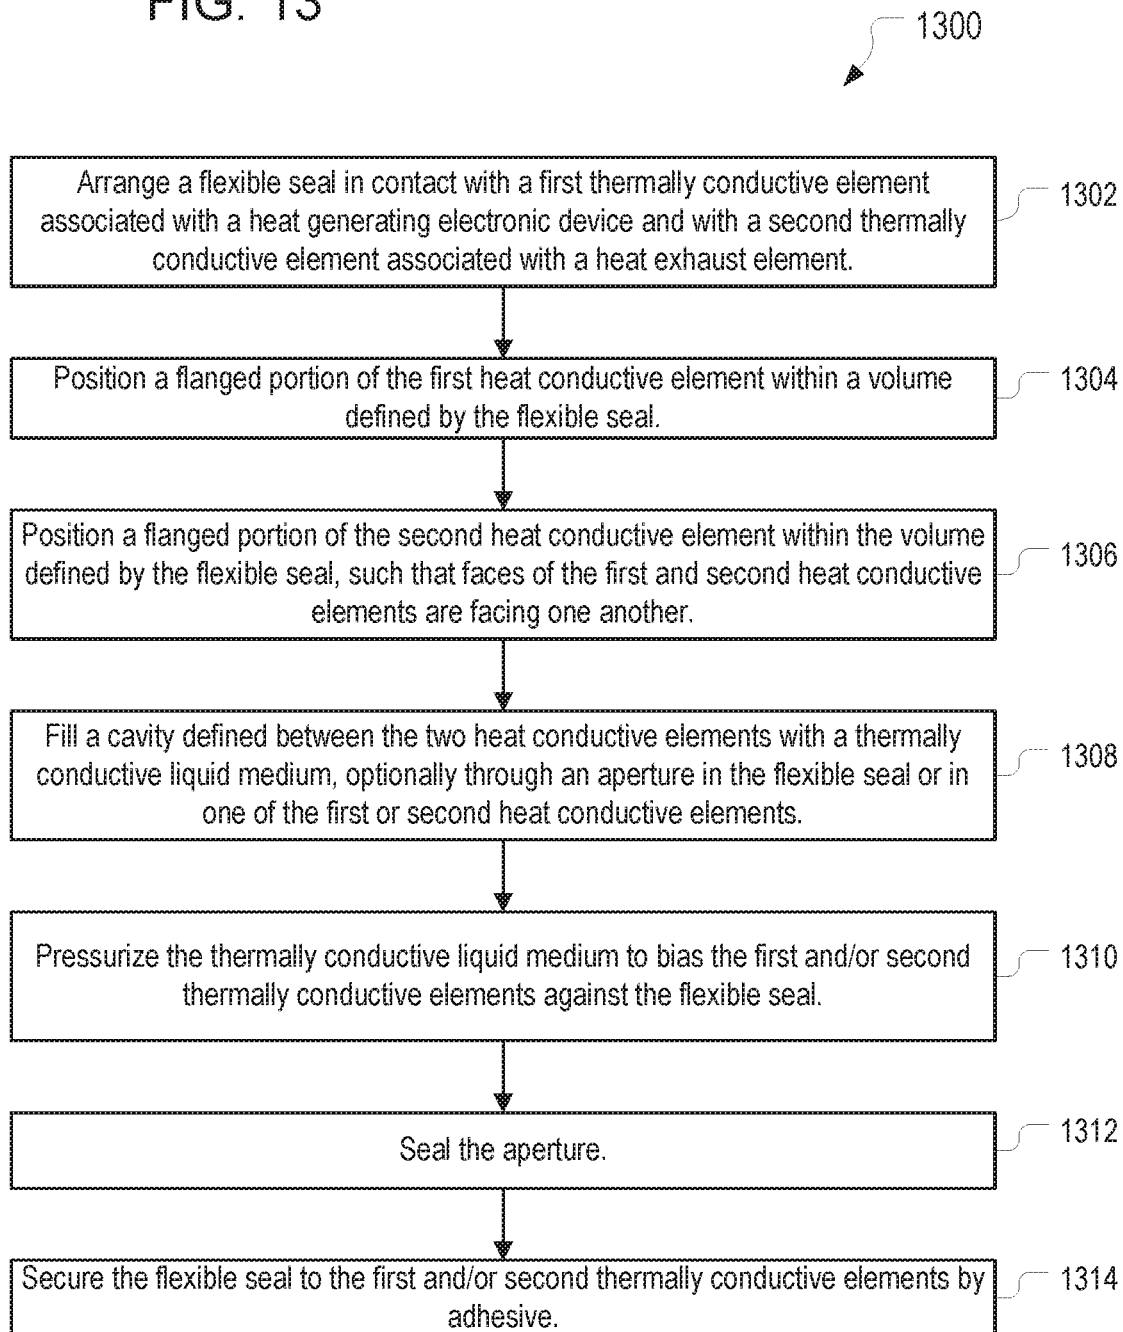 FIG. 13
1300
Arrange a flexible seal in contact with a first thermally conductive element
associated with a heat generating electronic device and with a second thermally
conductive element associated with a heat exhaust element.
1302
Position a flanged portion of the first heat conductive element within a volume
defined by the flexible seal.
1304
Position a flanged portion of the second heat conductive element within the volume
defined by the flexible seal, such that faces of the first and second heat conductive
elements are facing one another.
1306
Fill a cavity defined between the two heat conductive elements with a thermally
conductive liquid medium, optionally through an aperture in the flexible seal or in
one of the first or second heat conductive elements.
1308
Pressurize the thermally conductive liquid medium to bias the first and/or second
thermally conductive elements against the flexible seal.
1310
Seal the aperture.
1312
Secure the flexible seal to the first and/or second thermally conductive elements by
adhesive.
1314